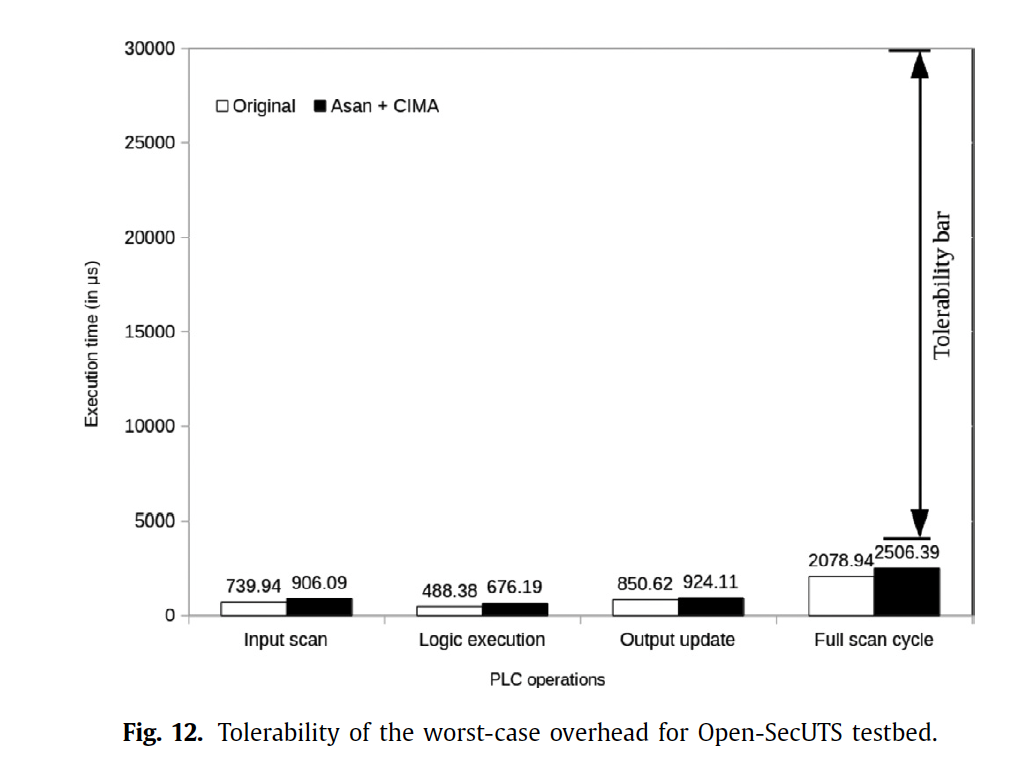 30000
Original Asan + CIMA
25000
20000
15000
10000
5000
0
Execution time (in µs)
Tolerability bar
739.94 906.09
488.38 676.19
850.62 924.11
2078.94 2506.39
Input scan Logic execution Output update Full scan cycle
PLC operations
Fig. 12. Tolerability of the worst-case overhead for Open-SecUTS testbed.